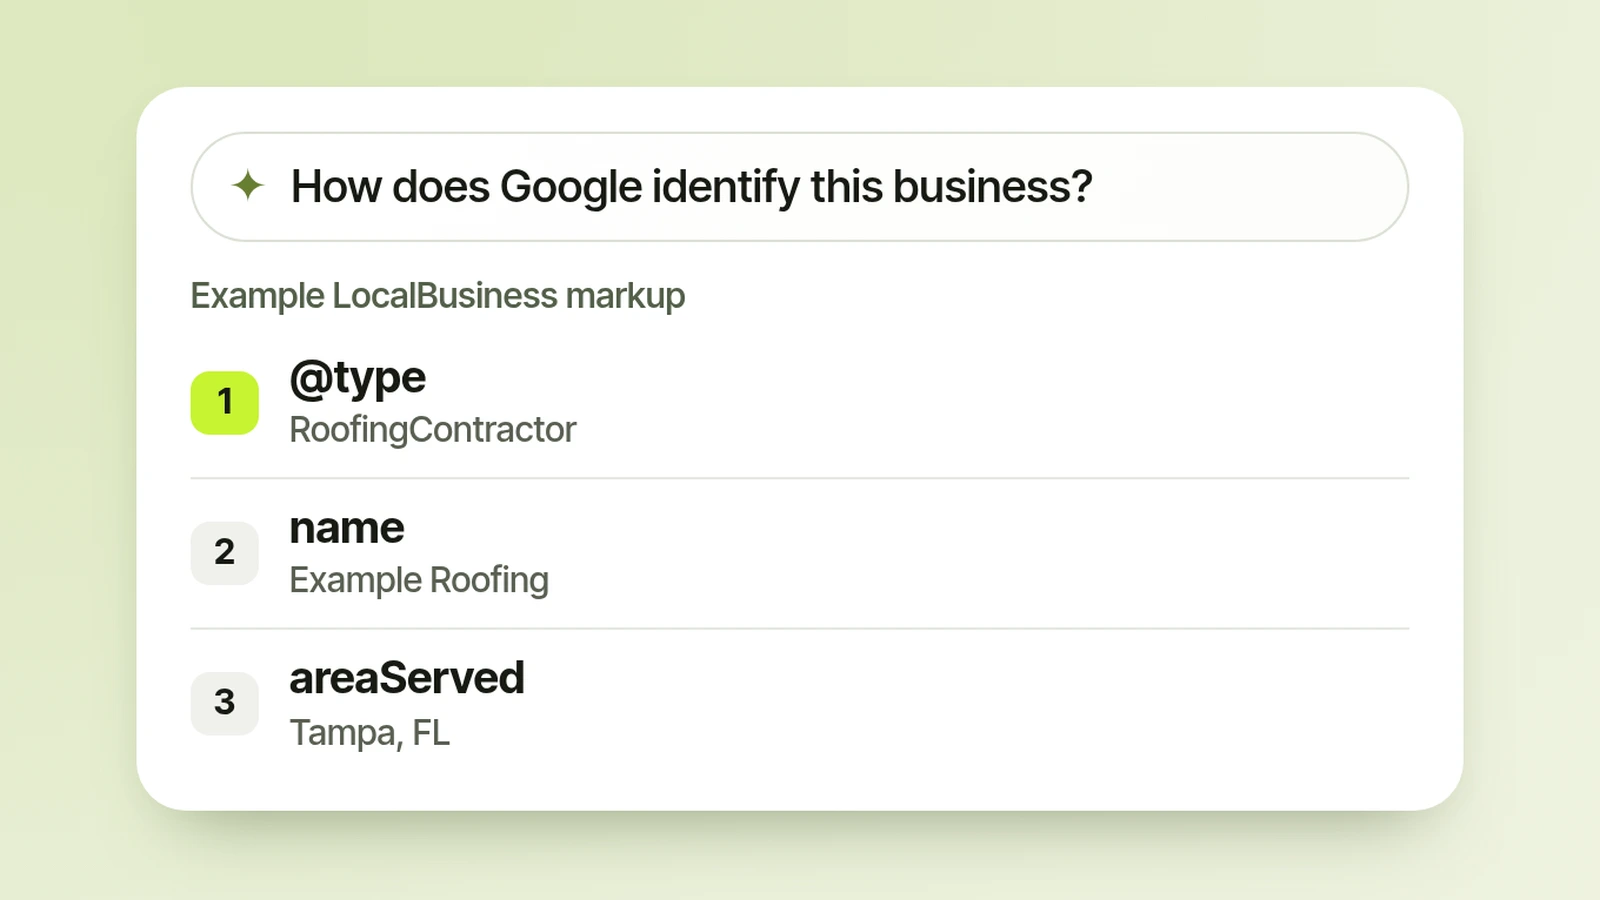 How does Google identify this business?
Example LocalBusiness markup
1
@type
RoofingContractor
2
name
Example Roofing
3
areaServed
Tampa, FL